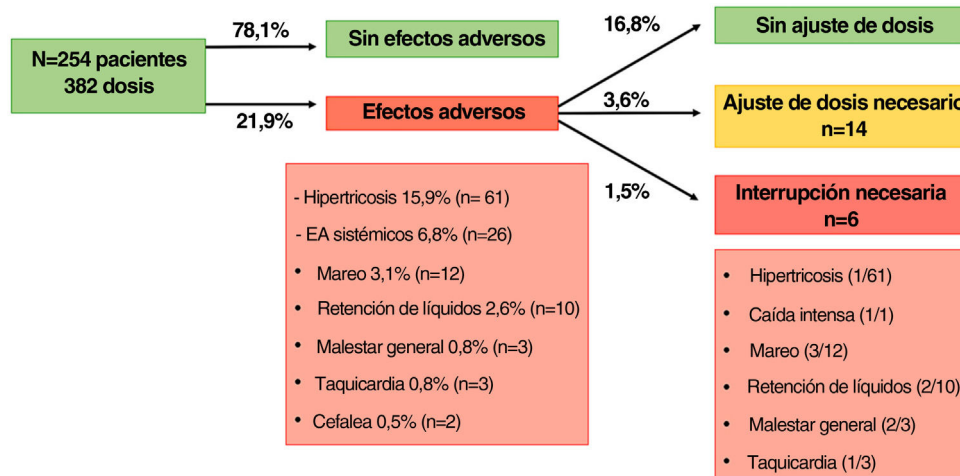 N=254 pacientes
382 dosis
78,1%
21,9%
Sin efectos adversos
Efectos adversos
16,8%
3,6%
1,5%
Sin ajuste de dosis
Ajuste de dosis necesario
n=14
Interrupción necesaria
n=6
- Hipertricosis 15,9% (n= 61)
- EA sistémicos 6,8% (n=26)
• Mareo 3,1% (n=12)
• Retención de líquidos 2,6% (n=10)
• Malestar general 0,8% (n=3)
• Taquicardia 0,8% (n=3)
• Cefalea 0,5% (n=2)
• Hipertricosis (1/61)
• Caída intensa (1/1)
• Mareo (3/12)
• Retención de líquidos (2/10)
• Malestar general (2/3)
• Taquicardia (1/3)